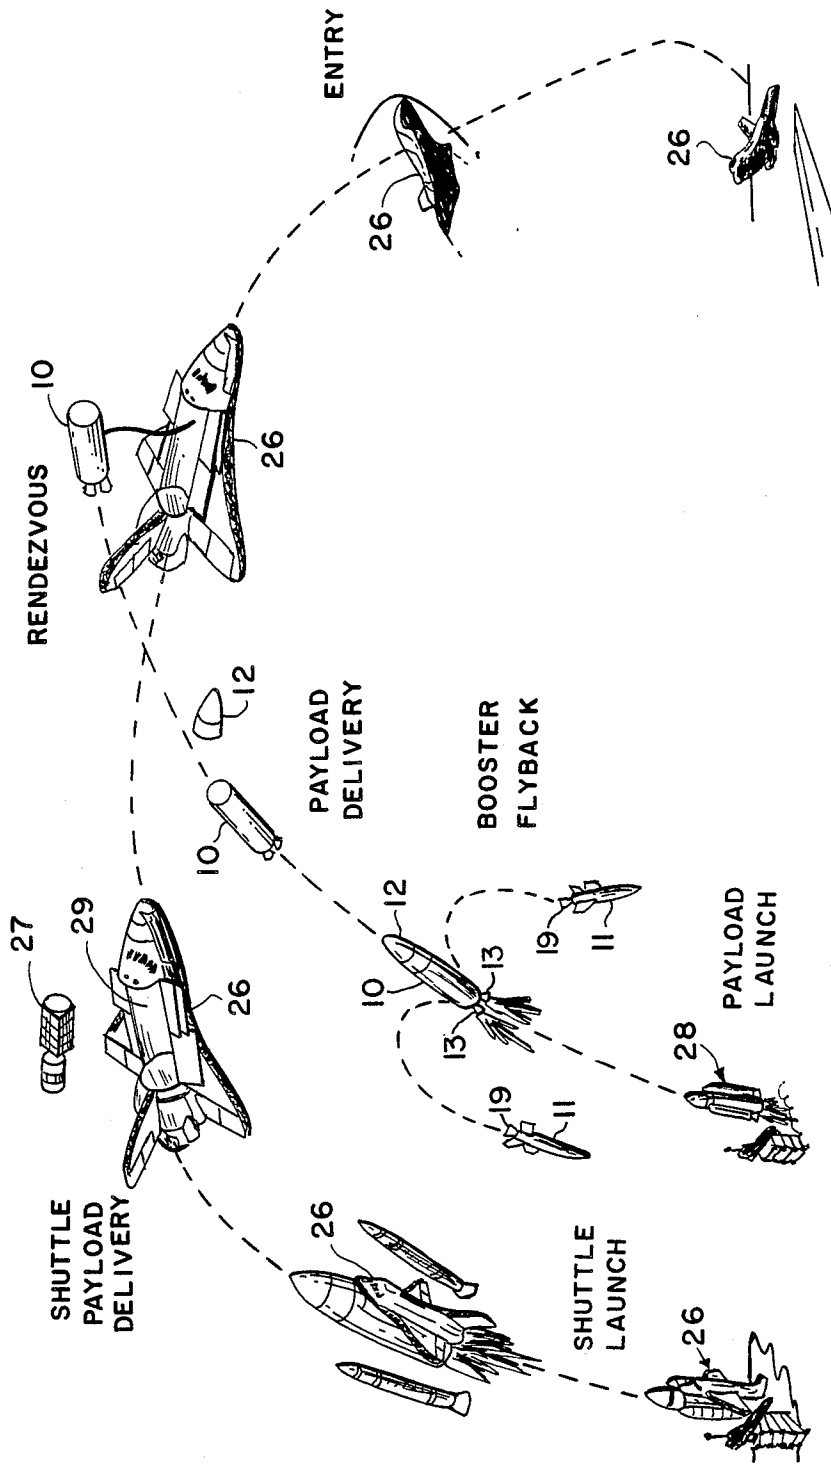 27
RENDEZVOUS
10
SHUTTLE
PAYLOAD
DELIVERY
29
26
10
12
26
PAYLOAD
DELIVERY
ENTRY
26
26
10
12
13
13
BOOSTER
FLYBACK
19
11
19
11
SHUTTLE
LAUNCH
26
28
26
PAYLOAD
LAUNCH